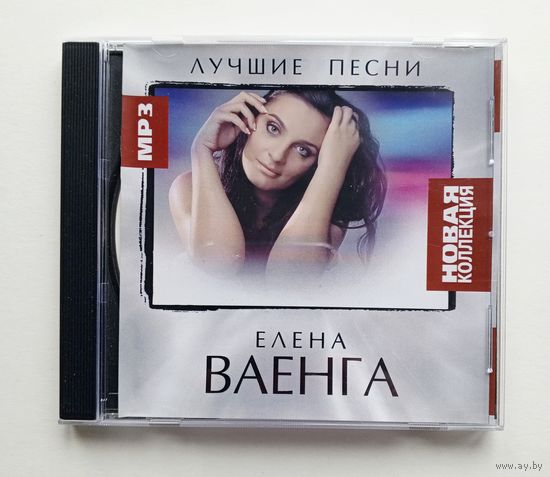 ЛУЧШИЕ ПЕСНИ
MP3
НОВАЯ
КОЛЛЕКЦИЯ
ЕЛЕНА
ВАЕНГА
www.ay.by